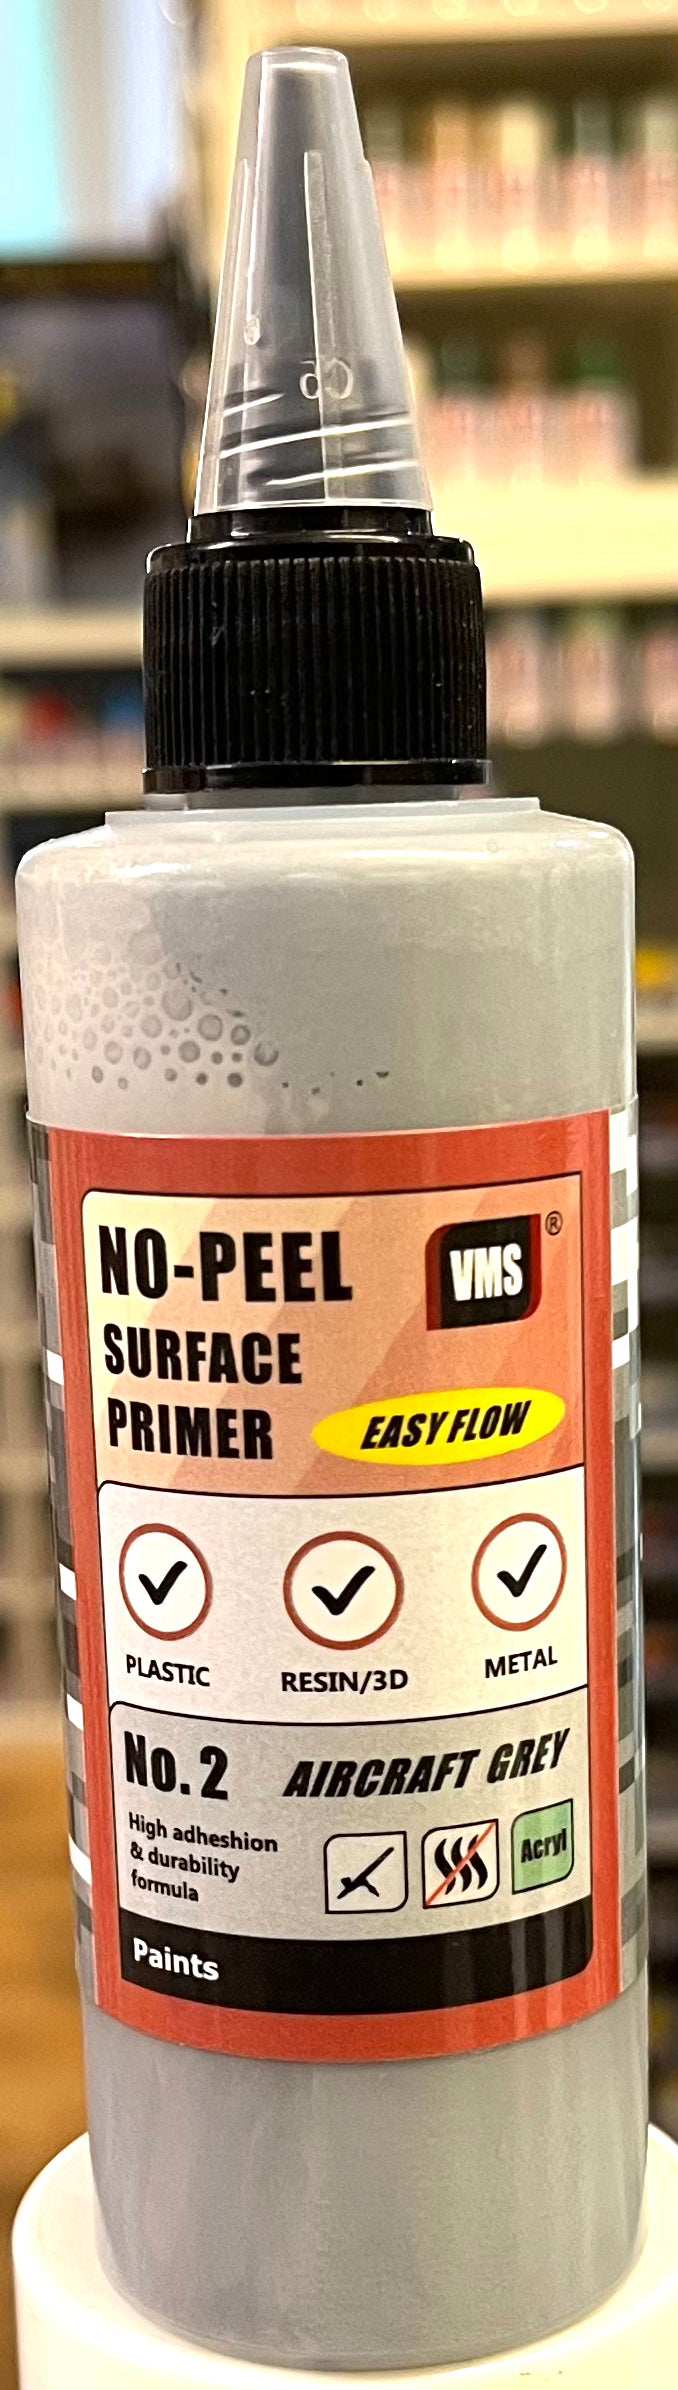 NO-PEEL
SURFACE
PRIMER
VMS
®
EASY FLOW
PLASTIC
RESIN/3D
METAL
No. 2
AIRCRAFT GREY
High adheshion
& durability
formula
Acryl
Paints